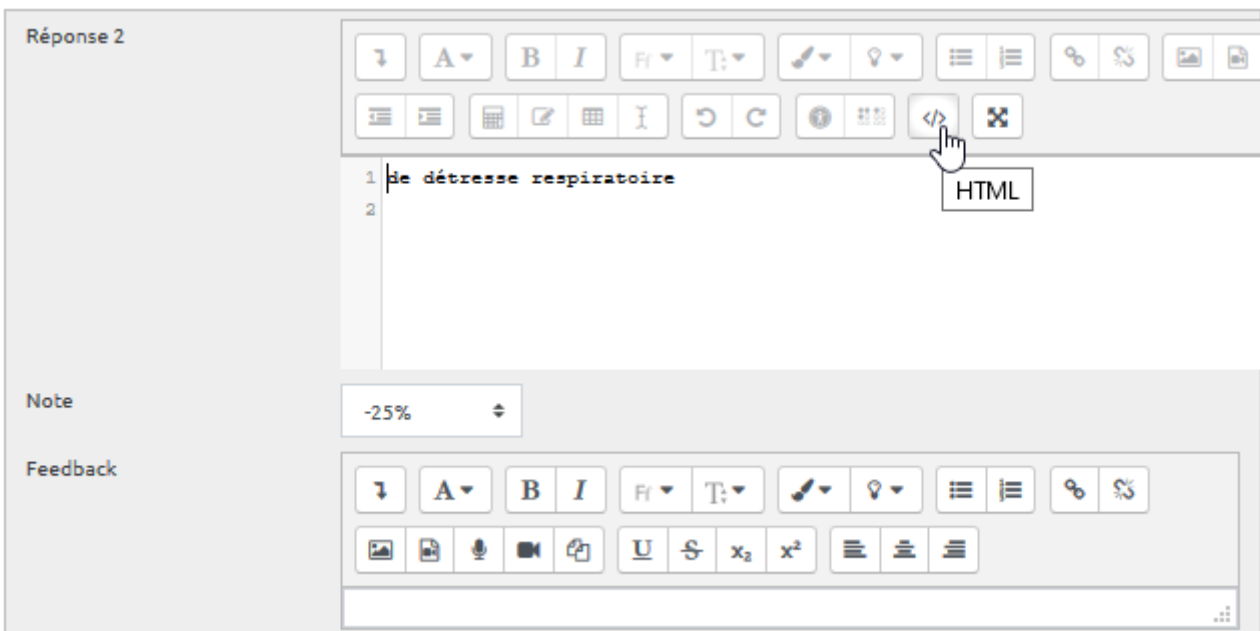 Réponse 2
1 de détresse respiratoire
2
HTML
Note
-25%
Feedback